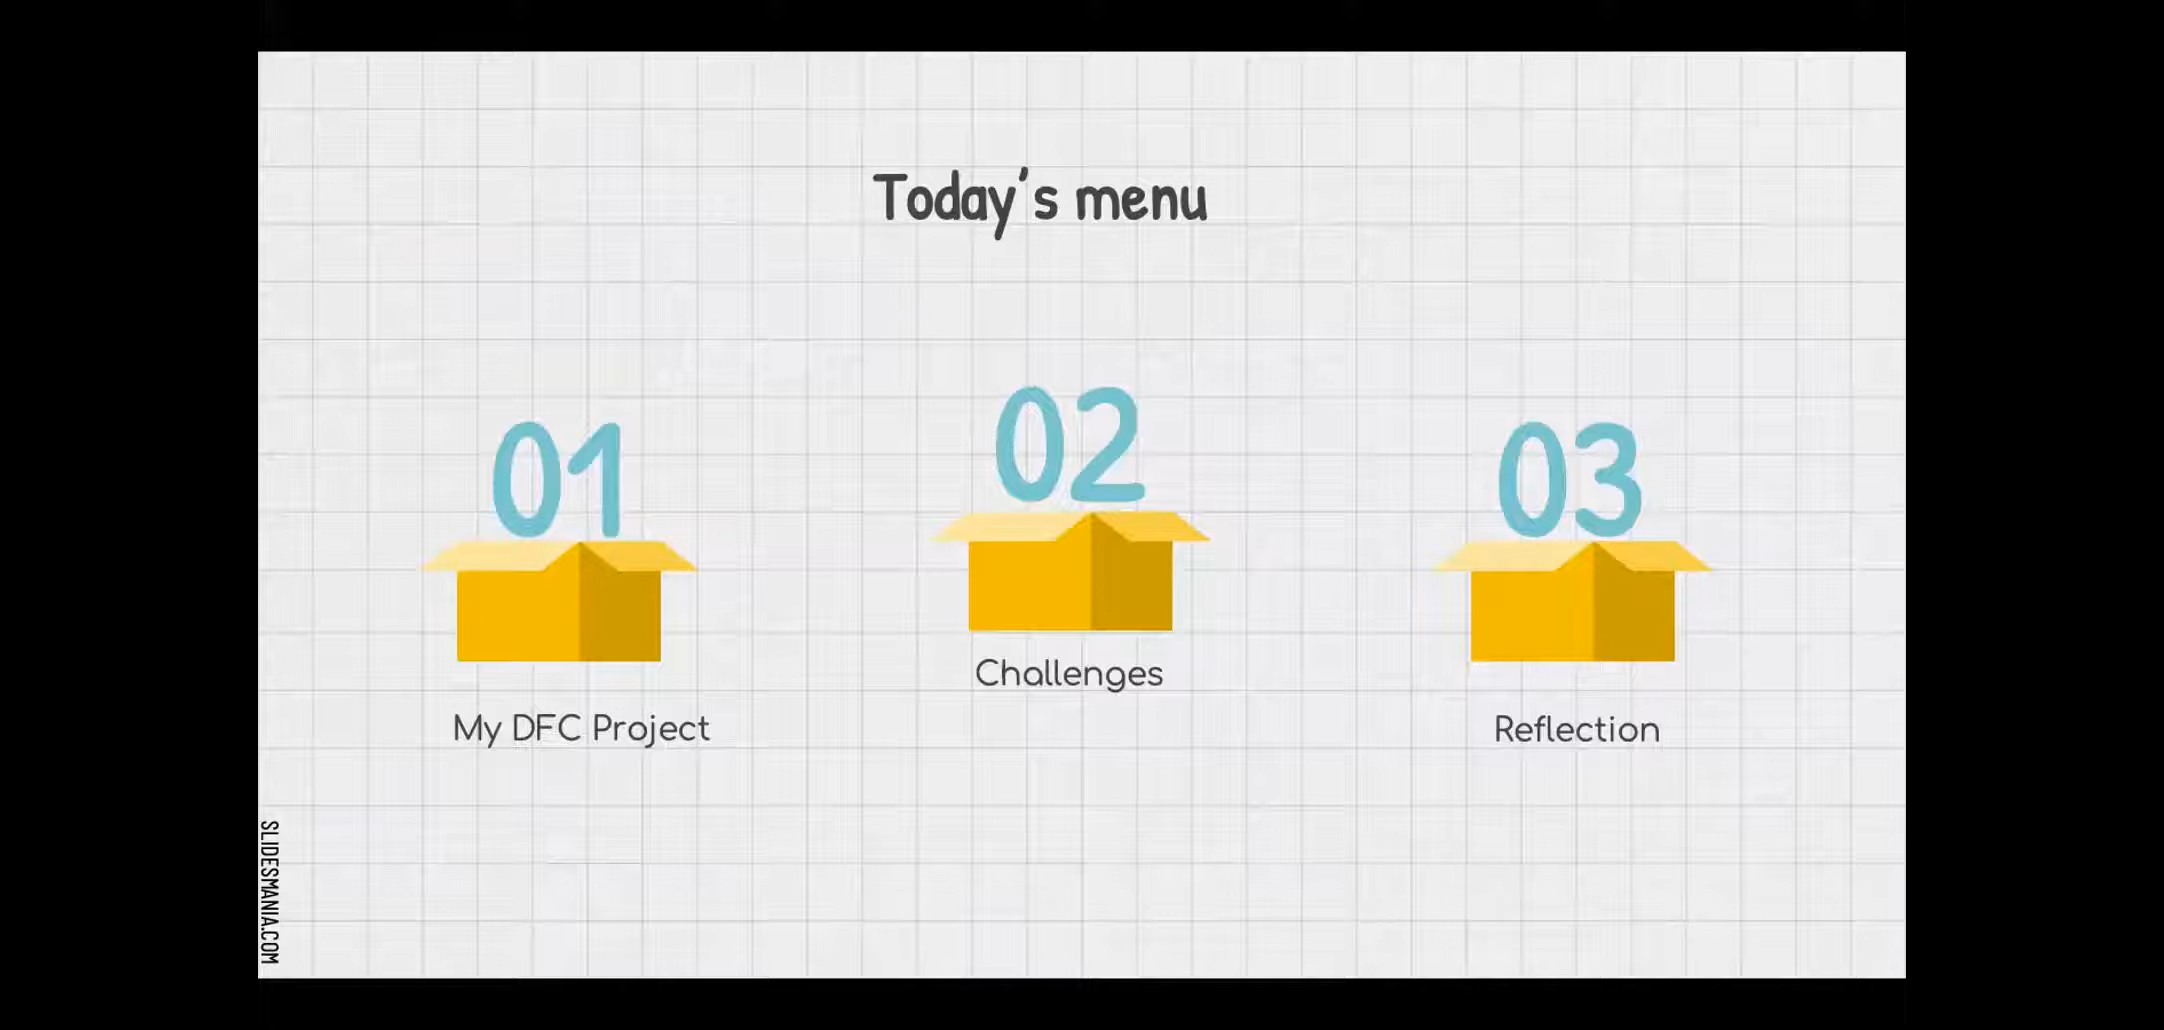 Today's menu
01
02
03
Challenges
My DFC Project
Reflection
SLIDESMANIA.COM